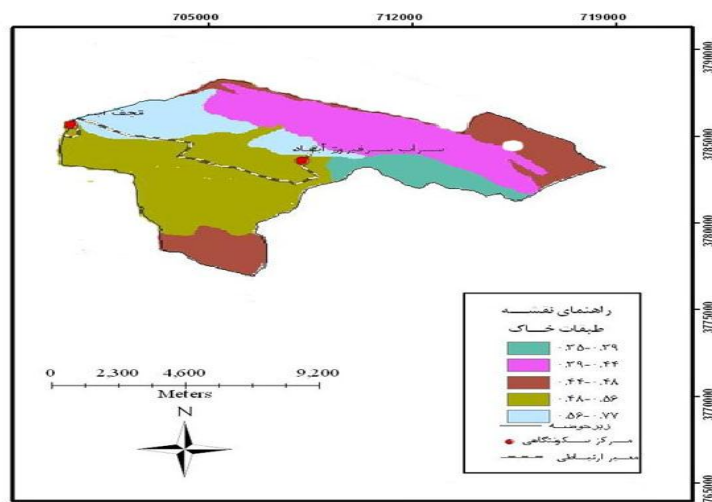 705000 712000 719000
3790000
3785000
3780000
3775000
3770000
3765000
نجف
سراب سرفیروز آباد
راهنمای نقشه
طبقات خاک
۰.۳۵-۰.۳۹
۰.۳۹-۰.۴۴
۰.۴۴-۰.۴۸
۰.۴۸-۰.۵۶
۰.۵۶-۰.۷۷
زیرحوضه
مرکز سکونتگاهی
معبر ارتباطی
0 2,300 4,600 9,200
Meters
N